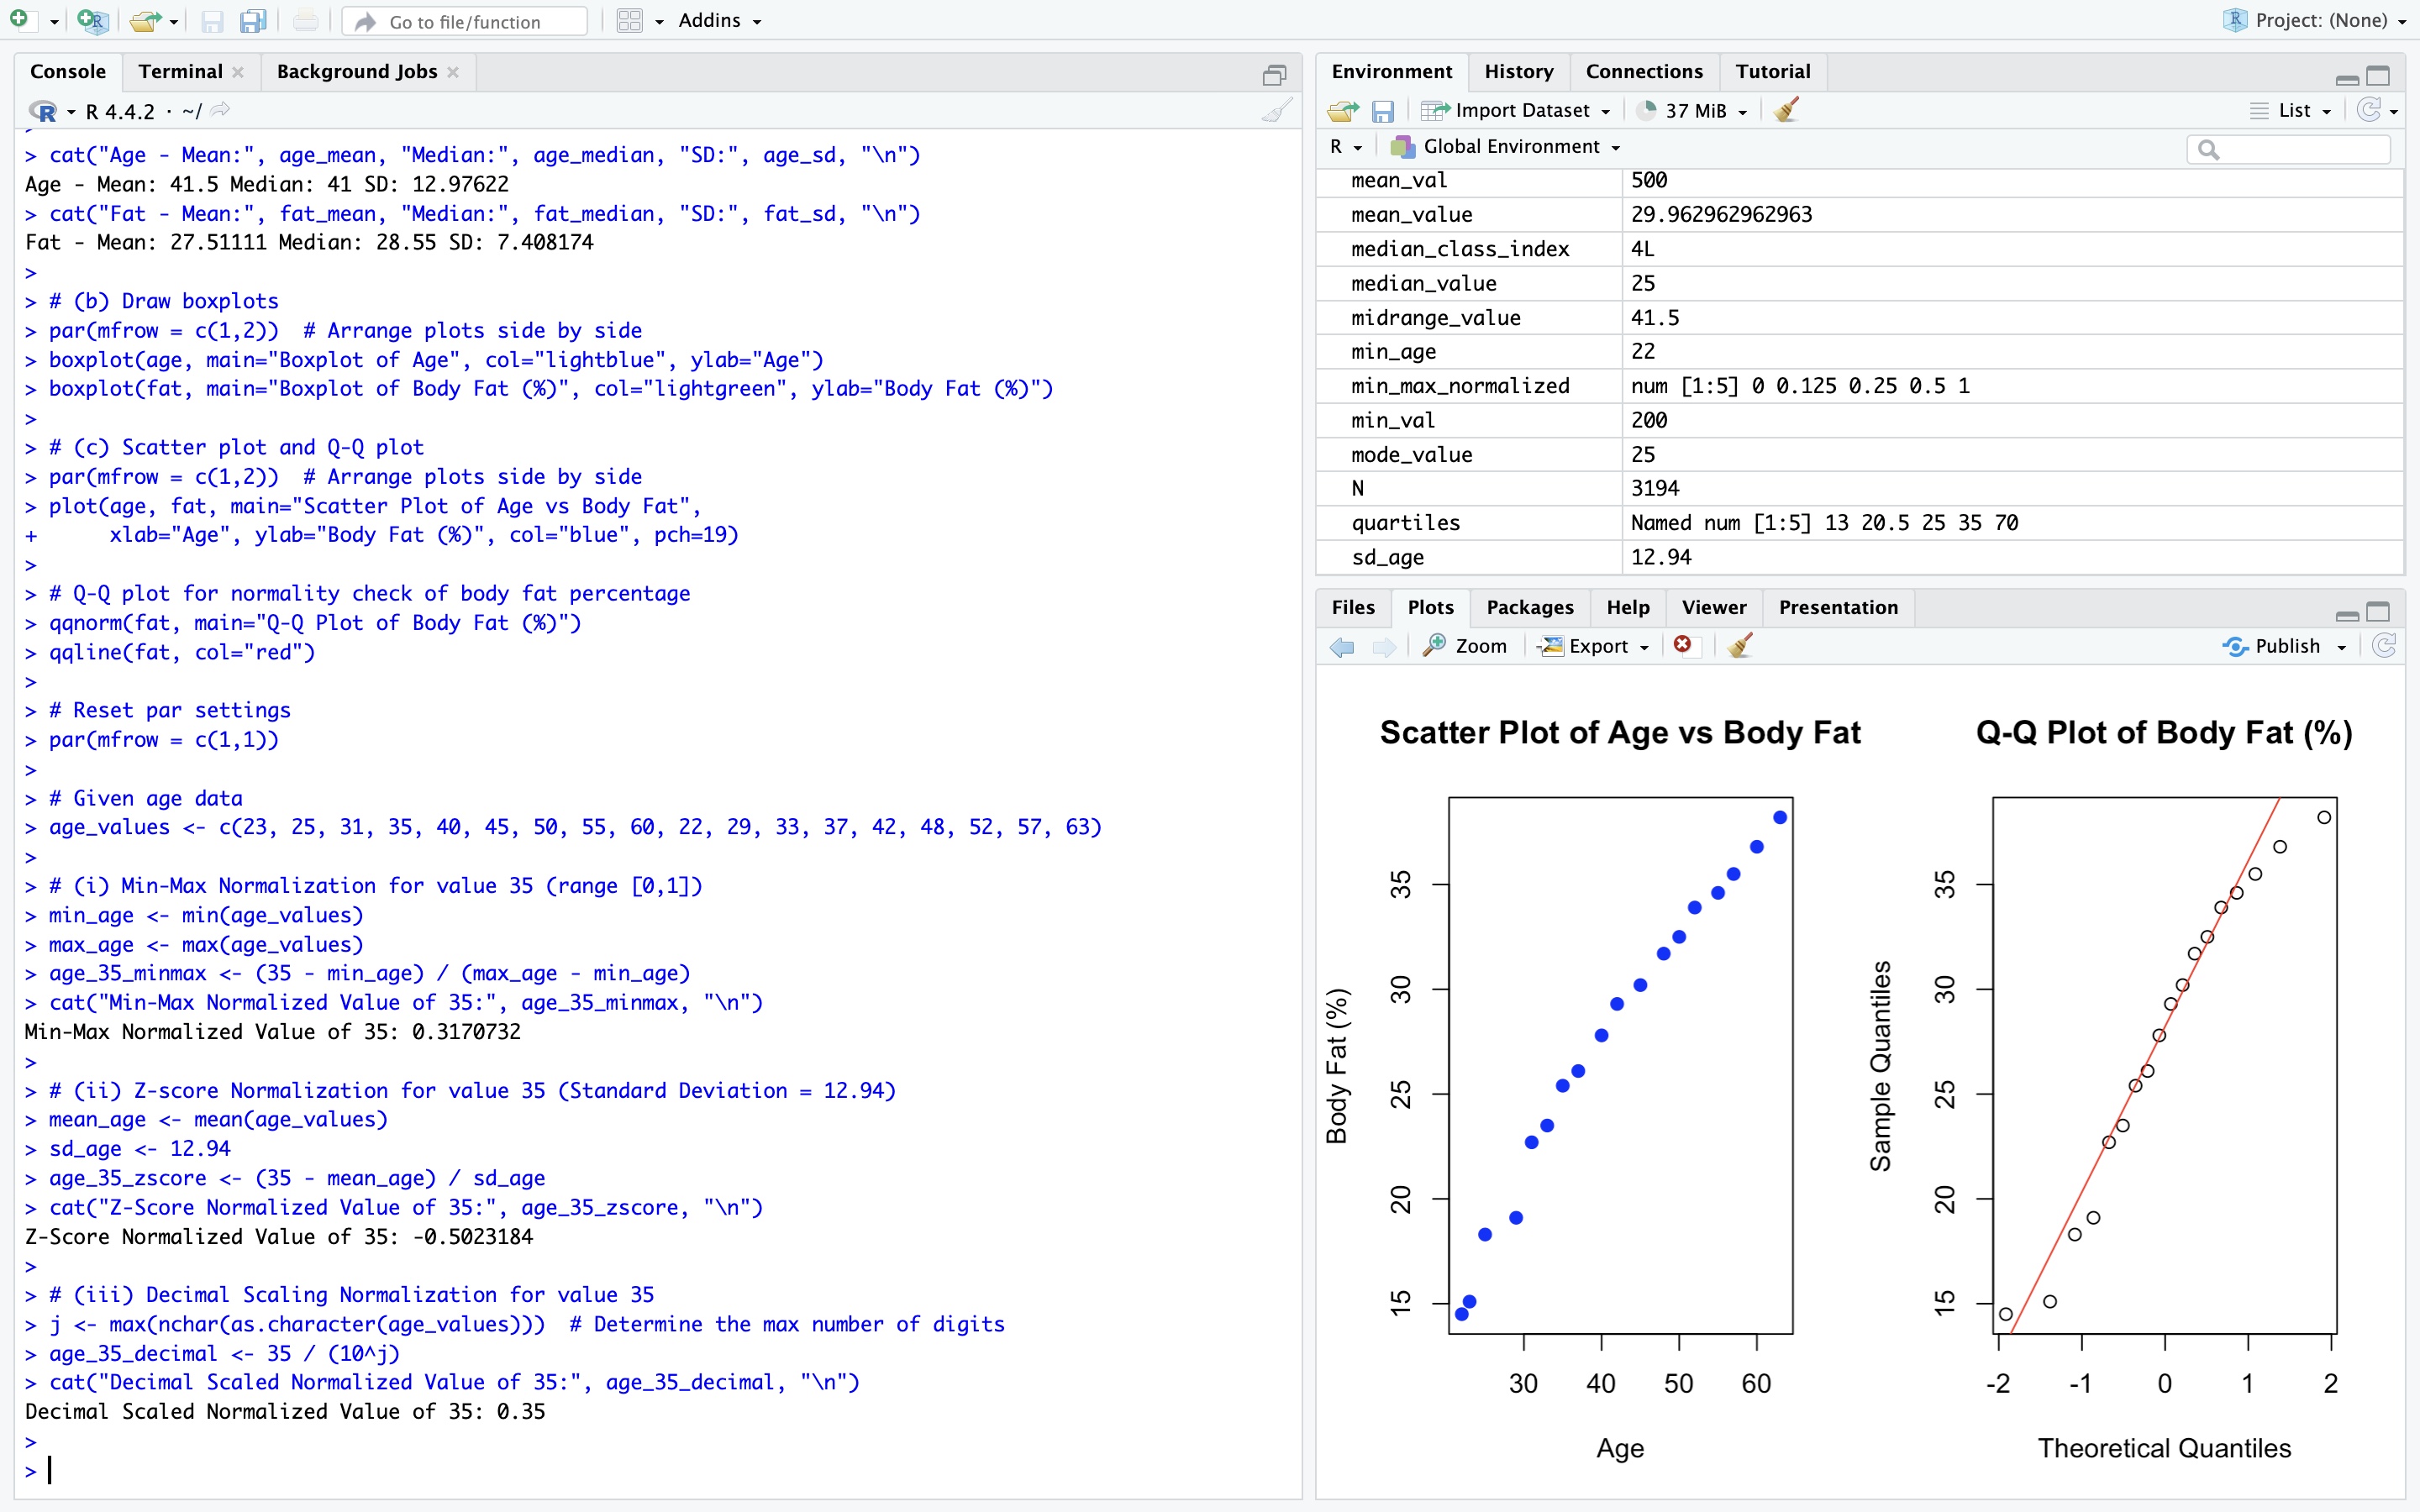 Go to file/function
Addins
Project: (None)
Console
Terminal
Background Jobs
R 4.4.2 · ~/
>
> cat("Age - Mean:", age_mean, "Median:", age_median, "SD:", age_sd, "\n")
Age - Mean: 41.5 Median: 41 SD: 12.97622
> cat("Fat - Mean:", fat_mean, "Median:", fat_median, "SD:", fat_sd, "\n")
Fat - Mean: 27.51111 Median: 28.55 SD: 7.408174
>
> # (b) Draw boxplots
> par(mfrow = c(1,2))  # Arrange plots side by side
> boxplot(age, main="Boxplot of Age", col="lightblue", ylab="Age")
> boxplot(fat, main="Boxplot of Body Fat (%)", col="lightgreen", ylab="Body Fat (%)")
>
> # (c) Scatter plot and Q-Q plot
> par(mfrow = c(1,2))  # Arrange plots side by side
> plot(age, fat, main="Scatter Plot of Age vs Body Fat",
+      xlab="Age", ylab="Body Fat (%)", col="blue", pch=19)
>
> # Q-Q plot for normality check of body fat percentage
> qqnorm(fat, main="Q-Q Plot of Body Fat (%)")
> qqline(fat, col="red")
>
> # Reset par settings
> par(mfrow = c(1,1))
>
> # Given age data
> age_values <- c(23, 25, 31, 35, 40, 45, 50, 55, 60, 22, 29, 33, 37, 42, 48, 52, 57, 63)
>
> # (i) Min-Max Normalization for value 35 (range [0,1])
> min_age <- min(age_values)
> max_age <- max(age_values)
> age_35_minmax <- (35 - min_age) / (max_age - min_age)
> cat("Min-Max Normalized Value of 35:", age_35_minmax, "\n")
Min-Max Normalized Value of 35: 0.3170732
>
> # (ii) Z-score Normalization for value 35 (Standard Deviation = 12.94)
> mean_age <- mean(age_values)
> sd_age <- 12.94
> age_35_zscore <- (35 - mean_age) / sd_age
> cat("Z-Score Normalized Value of 35:", age_35_zscore, "\n")
Z-Score Normalized Value of 35: -0.5023184
>
> # (iii) Decimal Scaling Normalization for value 35
> j <- max(nchar(as.character(age_values)))  # Determine the max number of digits
> age_35_decimal <- 35 / (10^j)
> cat("Decimal Scaled Normalized Value of 35:", age_35_decimal, "\n")
Decimal Scaled Normalized Value of 35: 0.35
>
>
Environment
History
Connections
Tutorial
Import Dataset
37 MiB
List
R
Global Environment
mean_val 500
mean_value 29.962962962963
median_class_index 4L
median_value 25
midrange_value 41.5
min_age 22
min_max_normalized num [1:5] 0 0.125 0.25 0.5 1
min_val 200
mode_value 25
N 3194
quartiles Named num [1:5] 13 20.5 25 35 70
sd_age 12.94
Files
Plots
Packages
Help
Viewer
Presentation
Zoom
Export
Publish
Scatter Plot of Age vs Body Fat
Body Fat (%)
35
30
25
20
15
30 40 50 60
Age
Q-Q Plot of Body Fat (%)
Sample Quantiles
35
30
25
20
15
-2 -1 0 1 2
Theoretical Quantiles